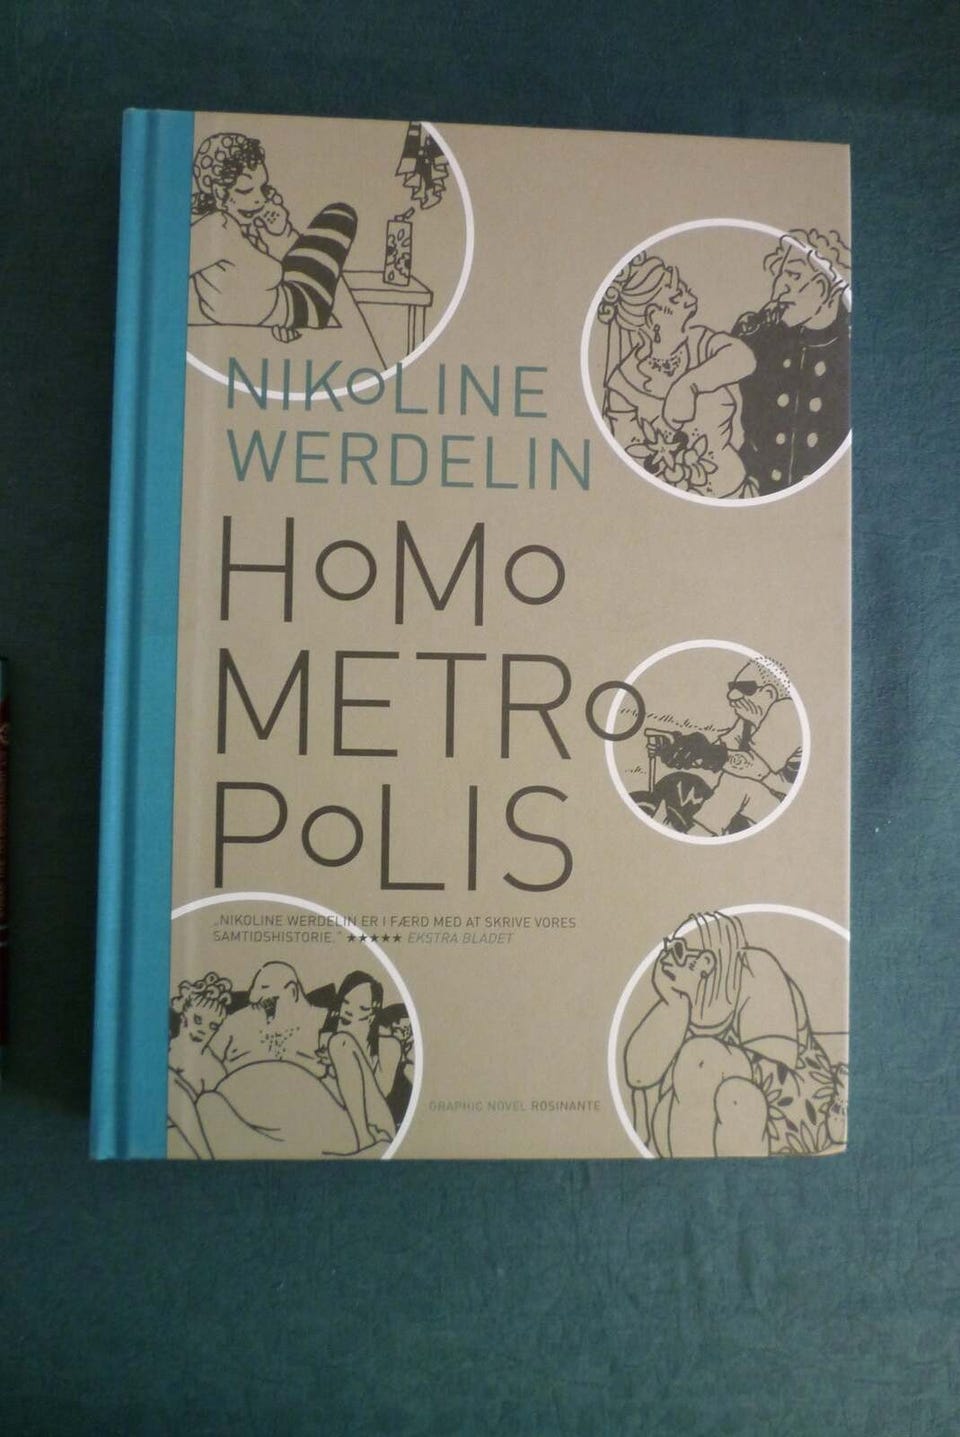 NIKoLINE
WERDELIN
HoMo
METRo
PoLIS
„NIKOLINE WERDELIN ER I FÆRD MED AT SKRIVE VORES
SAMTIDSHISTORIE.” ★★★★★ EKSTRA BLADET
GRAPHIC NOVEL ROSINANTE